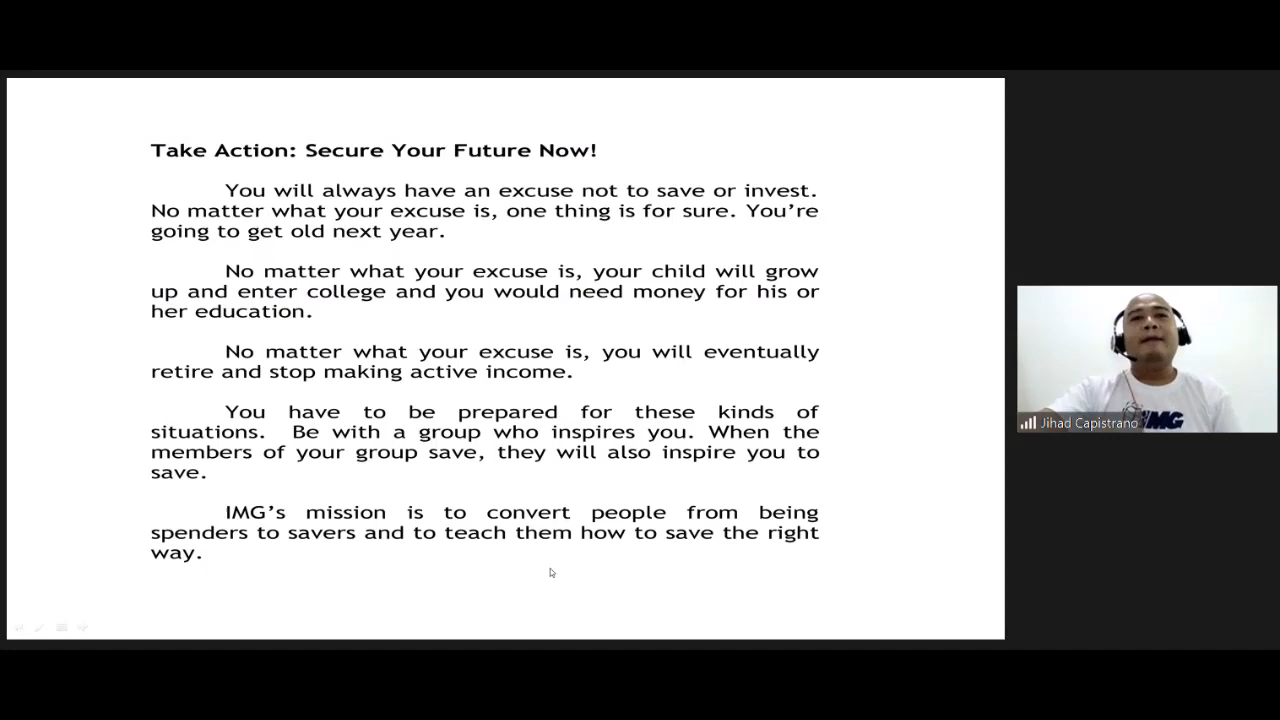 Take Action: Secure Your Future Now!
You will always have an excuse not to save or invest.
No matter what your excuse is, one thing is for sure. You’re
going to get old next year.
No matter what your excuse is, your child will grow
up and enter college and you would need money for his or
her education.
No matter what your excuse is, you will eventually
retire and stop making active income.
You have to be prepared for these kinds of
situations. Be with a group who inspires you. When the
members of your group save, they will also inspire you to
save.
IMG’s mission is to convert people from being
spenders to savers and to teach them how to save the right
way.
IMG
Jihad Capistrano